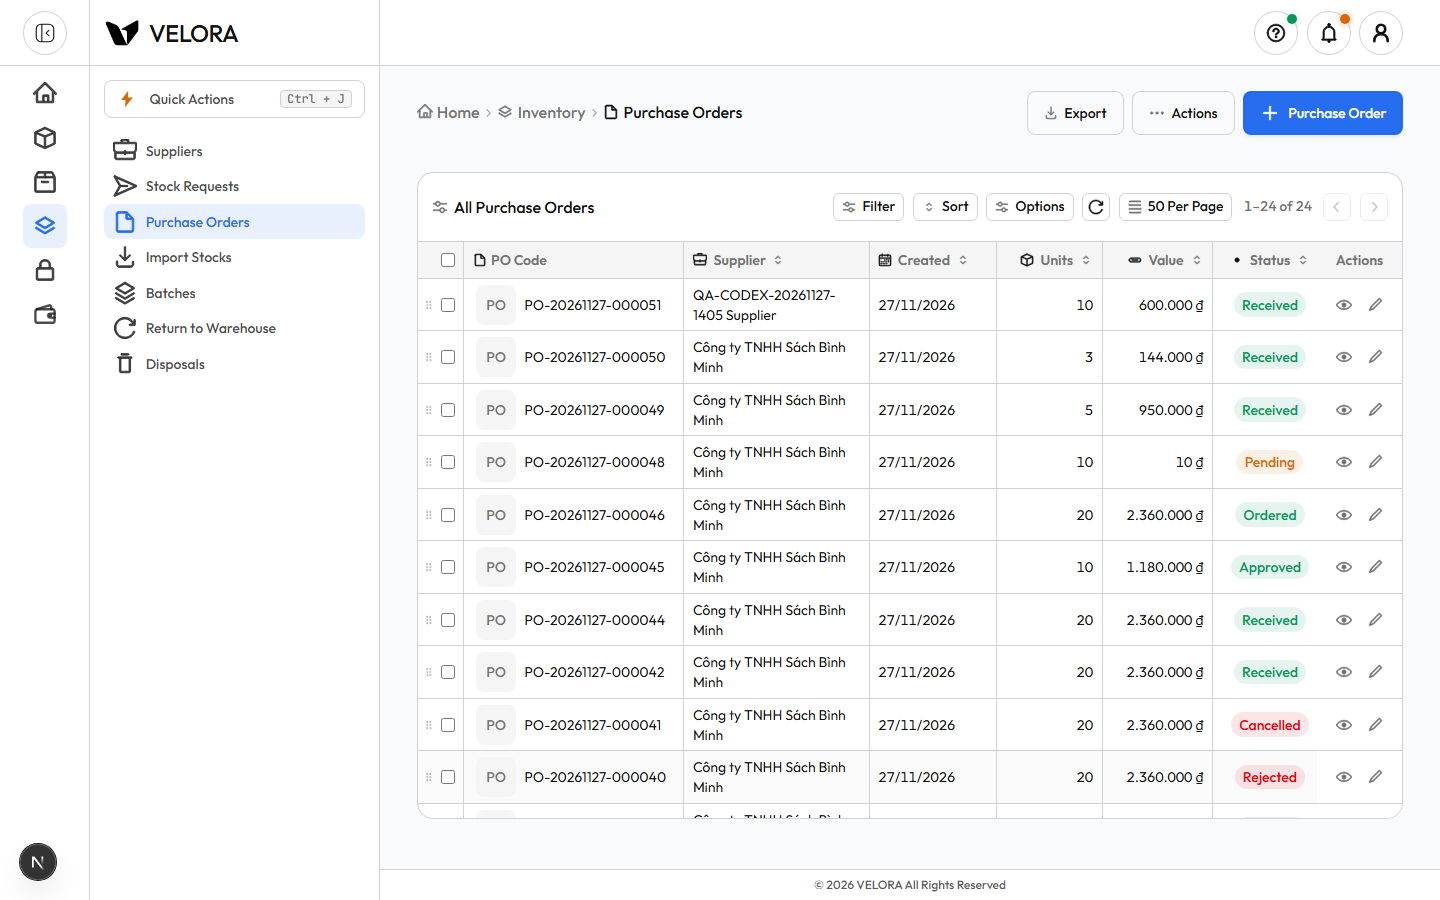 VELORA
Quick Actions Ctrl + J
Suppliers
Stock Requests
Purchase Orders
Import Stocks
Batches
Return to Warehouse
Disposals
N
Home > Inventory > Purchase Orders
Export ··· Actions + Purchase Order
All Purchase Orders Filter Sort Options 50 Per Page 1–24 of 24
PO Code Supplier Created Units Value Status Actions
PO PO-20261127-000051 QA-CODEX-20261127-
1405 Supplier 27/11/2026 10 600.000 ₫ Received
PO PO-20261127-000050 Công ty TNHH Sách Bình
Minh 27/11/2026 3 144.000 ₫ Received
PO PO-20261127-000049 Công ty TNHH Sách Bình
Minh 27/11/2026 5 950.000 ₫ Received
PO PO-20261127-000048 Công ty TNHH Sách Bình
Minh 27/11/2026 10 10 ₫ Pending
PO PO-20261127-000046 Công ty TNHH Sách Bình
Minh 27/11/2026 20 2.360.000 ₫ Ordered
PO PO-20261127-000045 Công ty TNHH Sách Bình
Minh 27/11/2026 10 1.180.000 ₫ Approved
PO PO-20261127-000044 Công ty TNHH Sách Bình
Minh 27/11/2026 20 2.360.000 ₫ Received
PO PO-20261127-000042 Công ty TNHH Sách Bình
Minh 27/11/2026 20 2.360.000 ₫ Received
PO PO-20261127-000041 Công ty TNHH Sách Bình
Minh 27/11/2026 20 2.360.000 ₫ Cancelled
PO PO-20261127-000040 Công ty TNHH Sách Bình
Minh 27/11/2026 20 2.360.000 ₫ Rejected
© 2026 VELORA All Rights Reserved